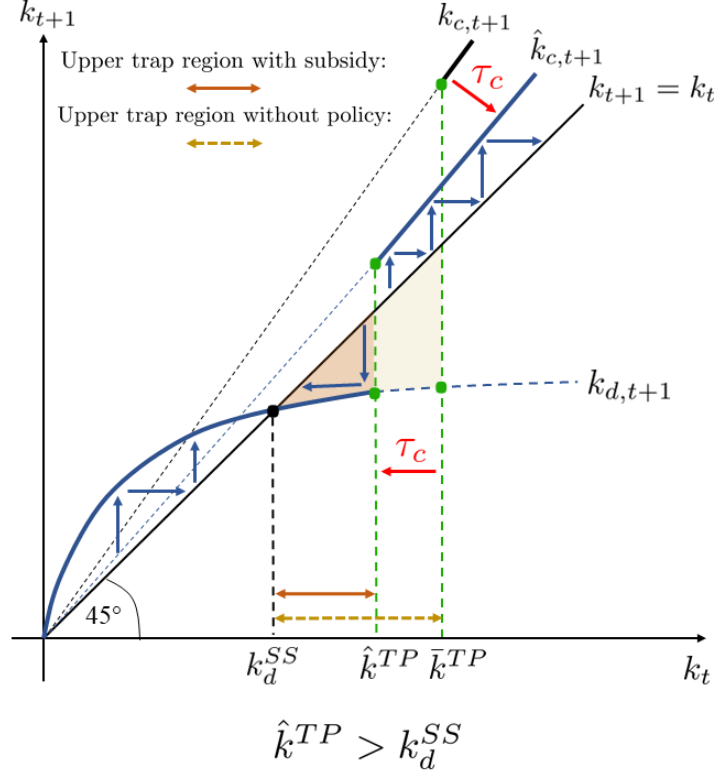 k_{t+1}
k_{c,t+1}
\hat{k}_{c,t+1}
Upper trap region with subsidy:
τ_c
k_{t+1} = k_t
Upper trap region without policy:
k_{d,t+1}
τ_c
45°
k_d^{SS}
\hat{k}^{TP}
\bar{k}^{TP}
k_t
\hat{k}^{TP} > k_d^{SS}